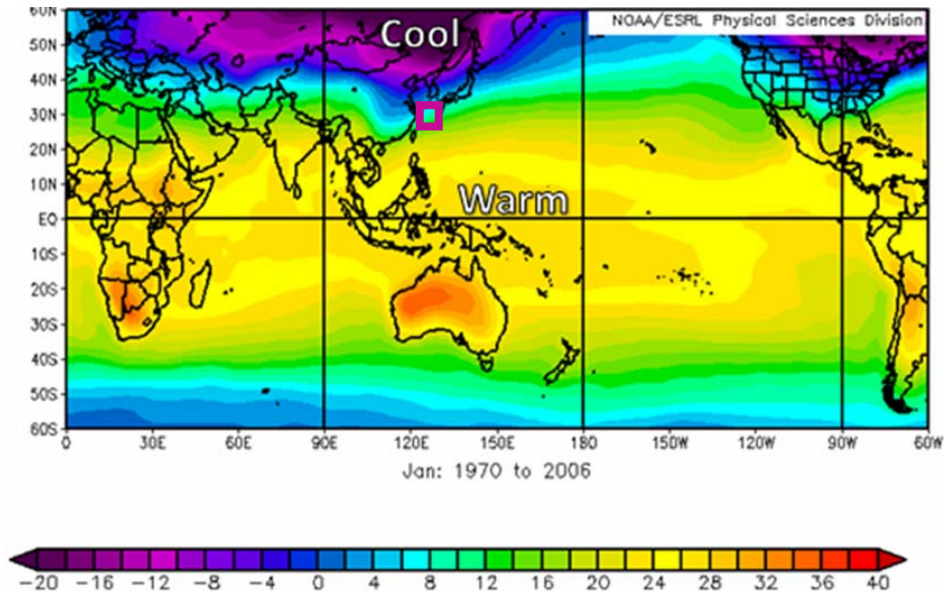 60N
NOAA/ESRL Physical Sciences Division
Cool
50N
40N
30N
20N
10N
Warm
EQ
10S
20S
30S
40S
50S
60S
0 30E 60E 90E 120E 150E 180 150W 120W 90W 60W
Jan: 1970 to 2006
-20 -16 -12 -8 -4 0 4 8 12 16 20 24 28 32 36 40